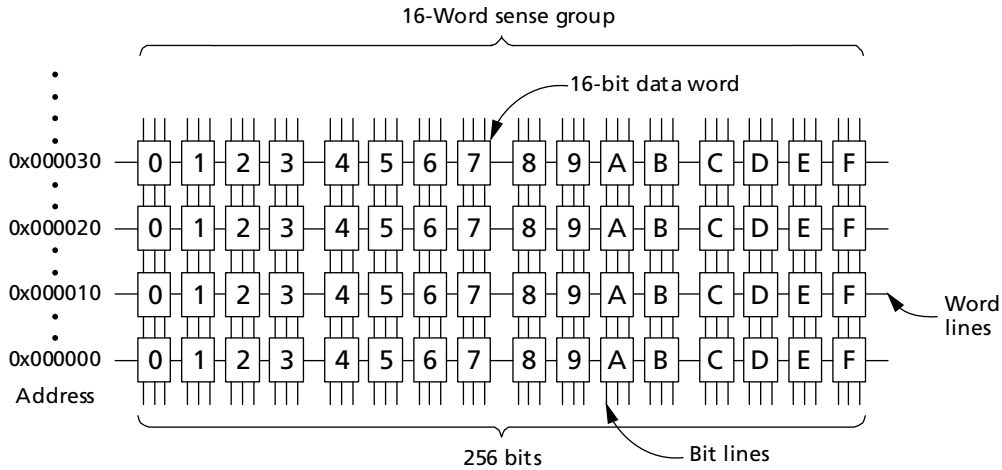 16-Word sense group
16-bit data word
0x000030 0 1 2 3 4 5 6 7 8 9 A B C D E F
0x000020 0 1 2 3 4 5 6 7 8 9 A B C D E F
0x000010 0 1 2 3 4 5 6 7 8 9 A B C D E F
Word
lines
0x000000 0 1 2 3 4 5 6 7 8 9 A B C D E F
Address
256 bits
Bit lines